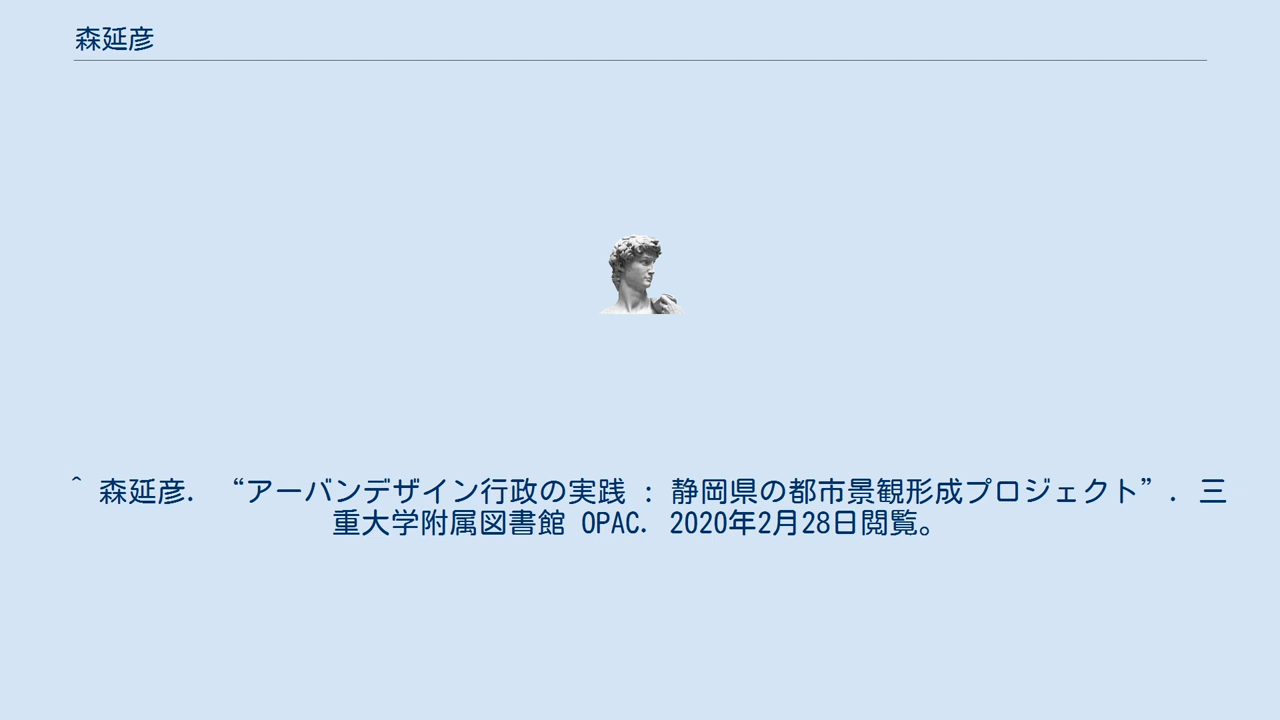 森延彦
^ 森延彦. “アーバンデザイン行政の実践 : 静岡県の都市景観形成プロジェクト”. 三
重大学附属図書館 OPAC. 2020年2月28日閲覧。